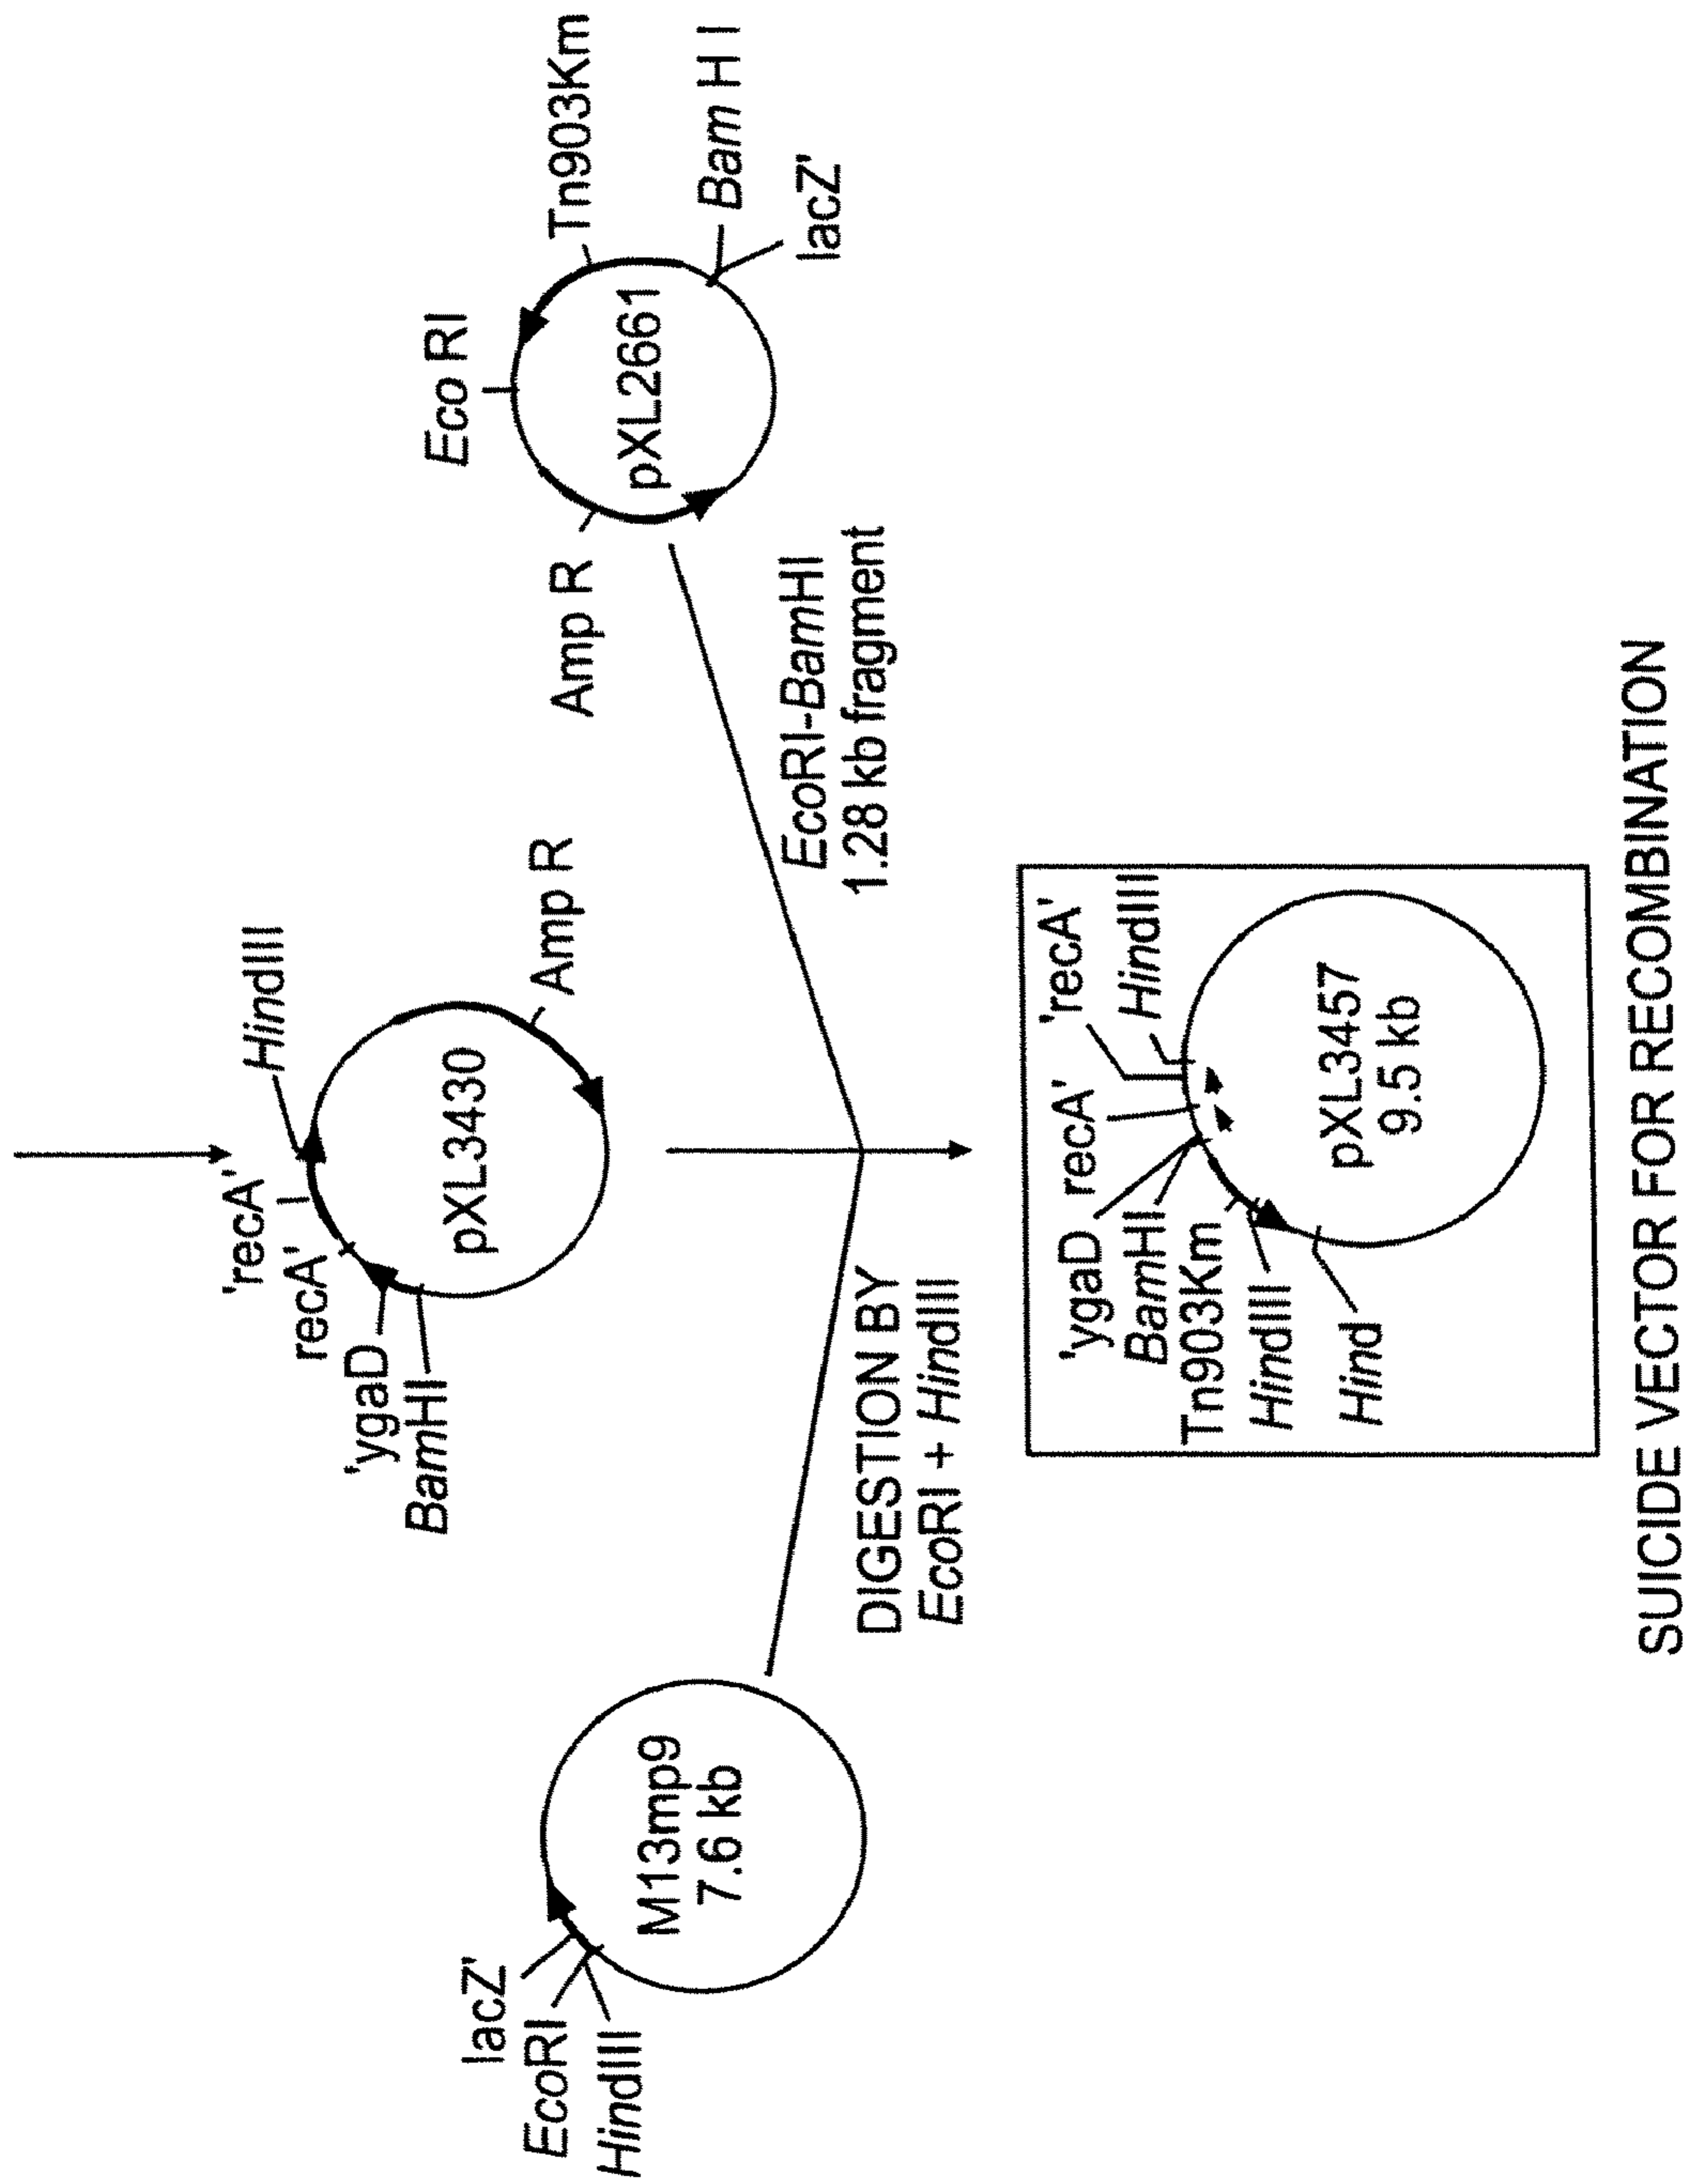 'recA'
HindIII
recA'
'ygaD
BamHI
pXL3430
Amp R
lacZ'
EcoRI
HindIII
M13mp9
7.6 kb
Eco RI
Tn903Km
Amp R
pXL2661
Bam H I
lacZ'
DIGESTION BY
EcoRI + HindIII
EcoRI-BamHI
1.28 kb fragment
'ygaD
recA'
'recA'
BamHI
HindIII
Tn903Km
HindIII
Hind
pXL3457
9.5 kb
SUICIDE VECTOR FOR RECOMBINATION